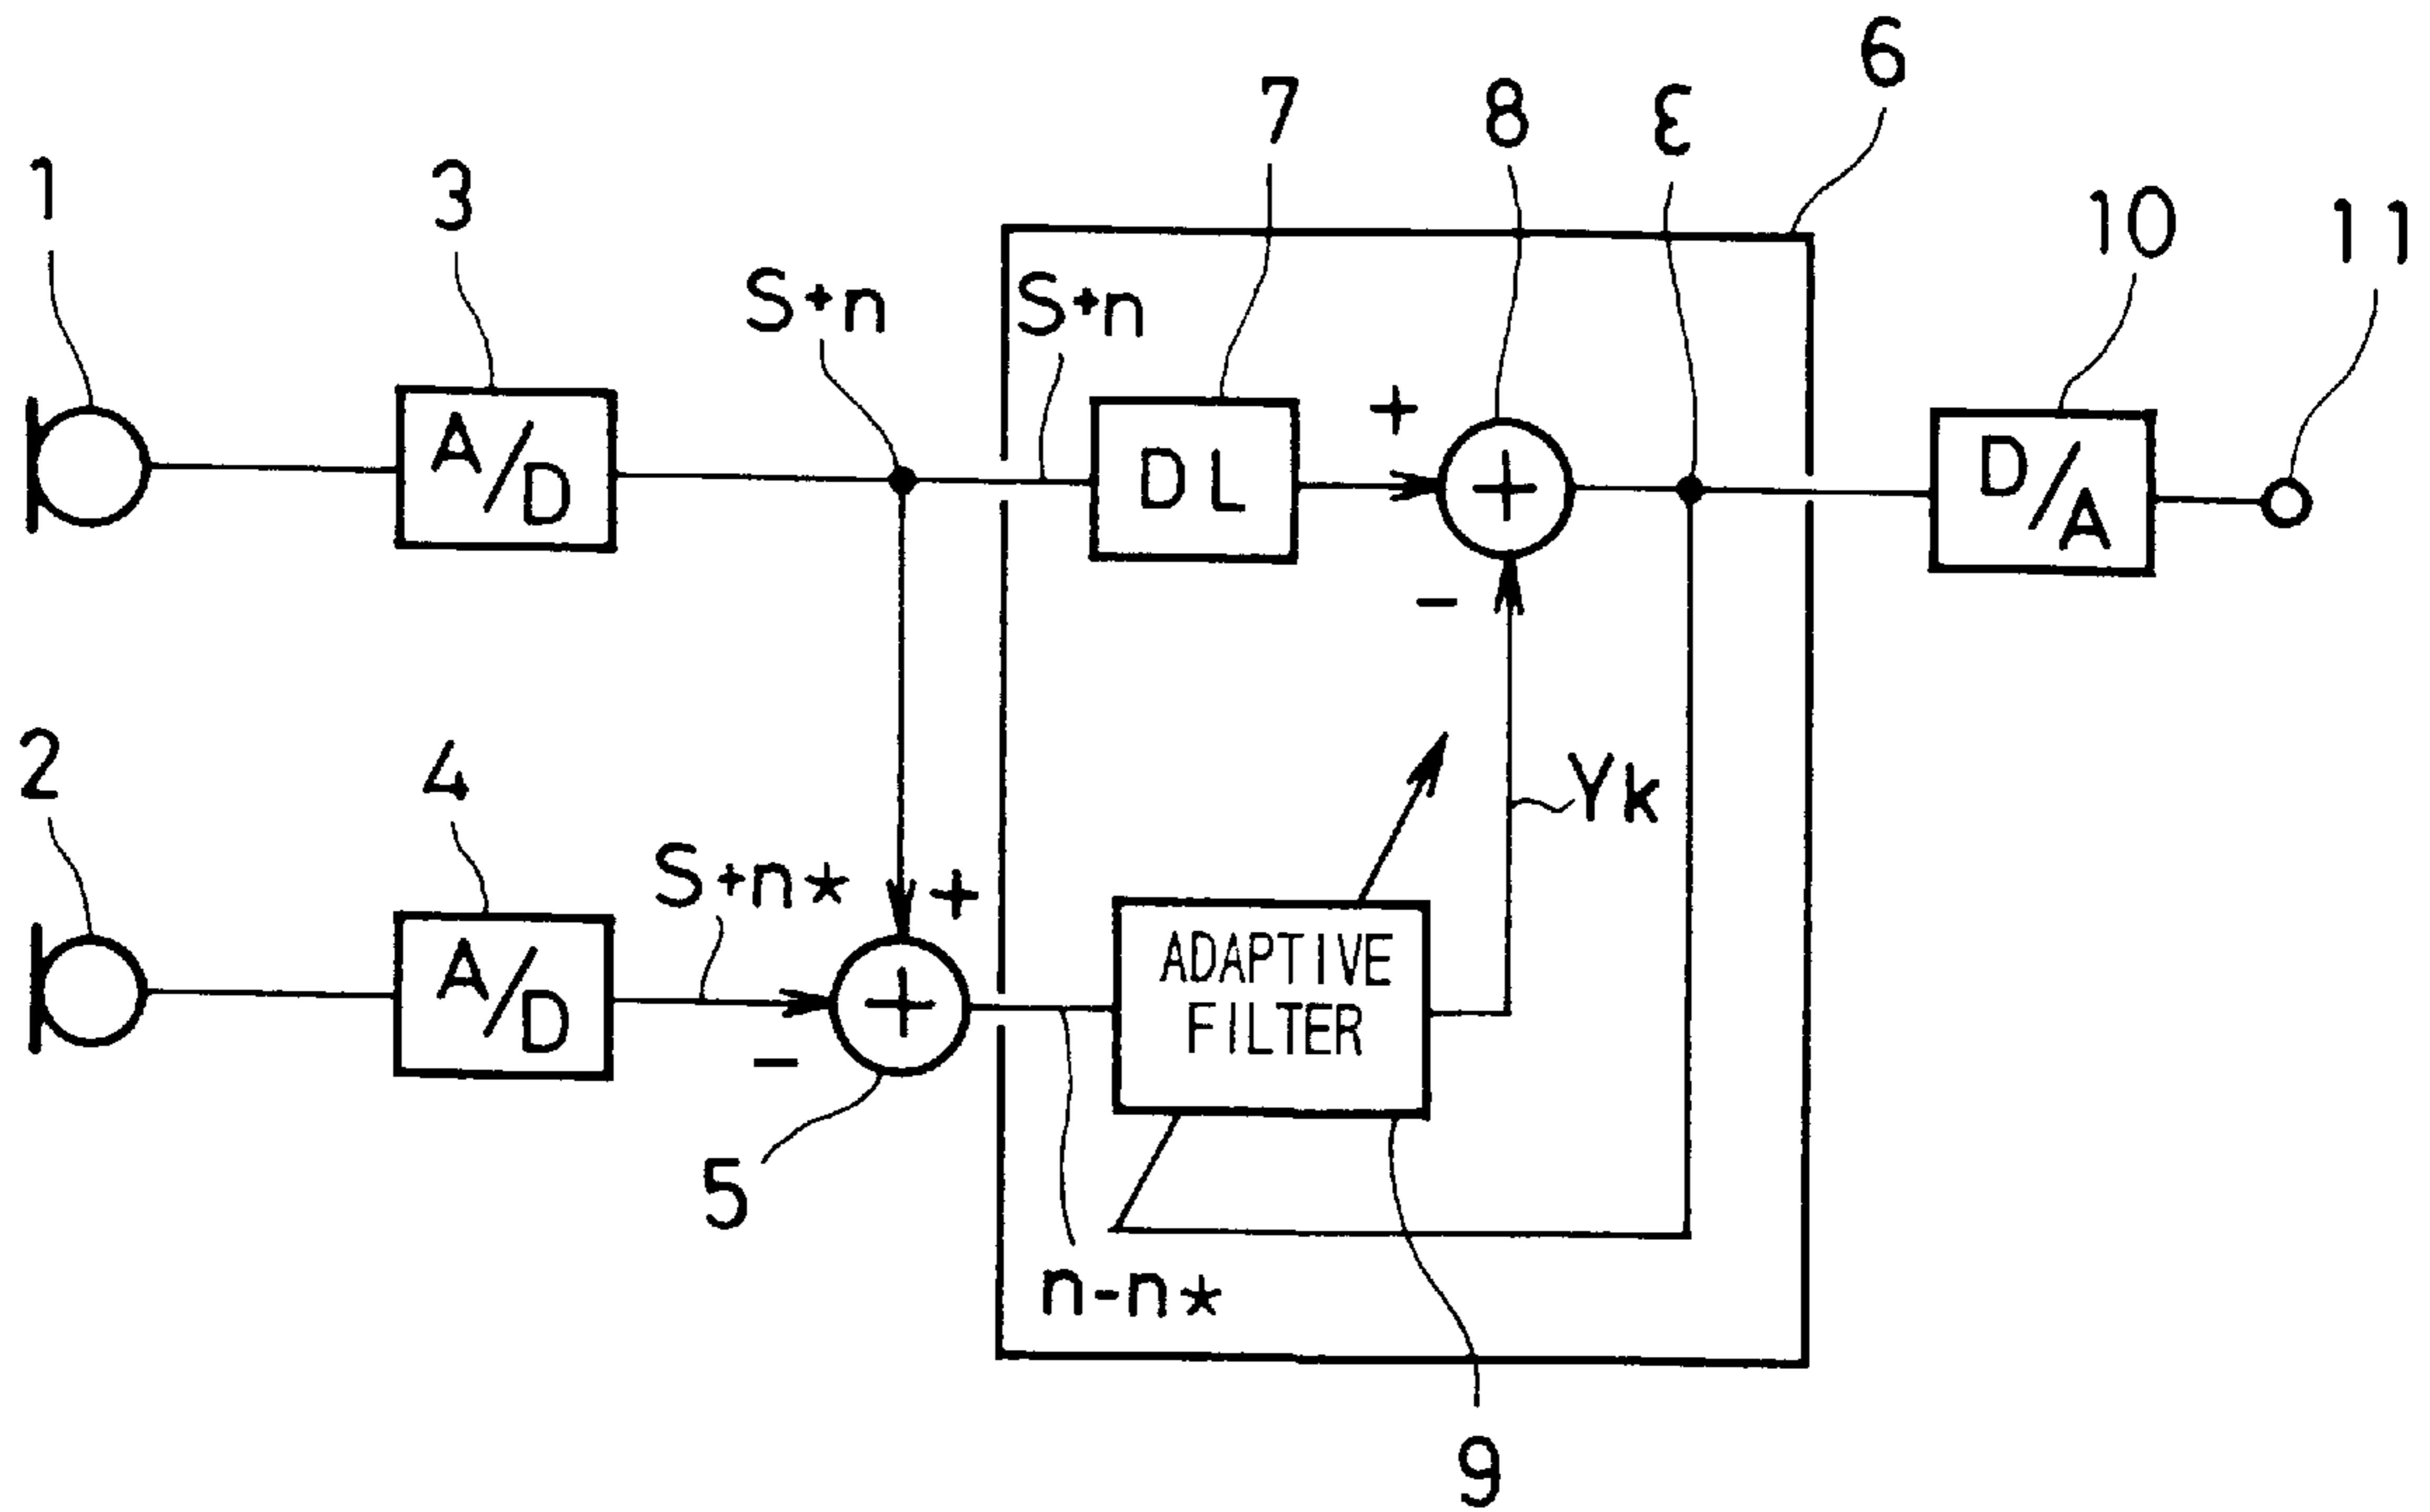 6
7
8
ε
1
3
10
11
S+n
S+n
A/D
DL
+
+
D/A
-
2
4
Yk
S+n*
+
A/D
+
ADAPTIVE
FILTER
-
5
n-n*
9